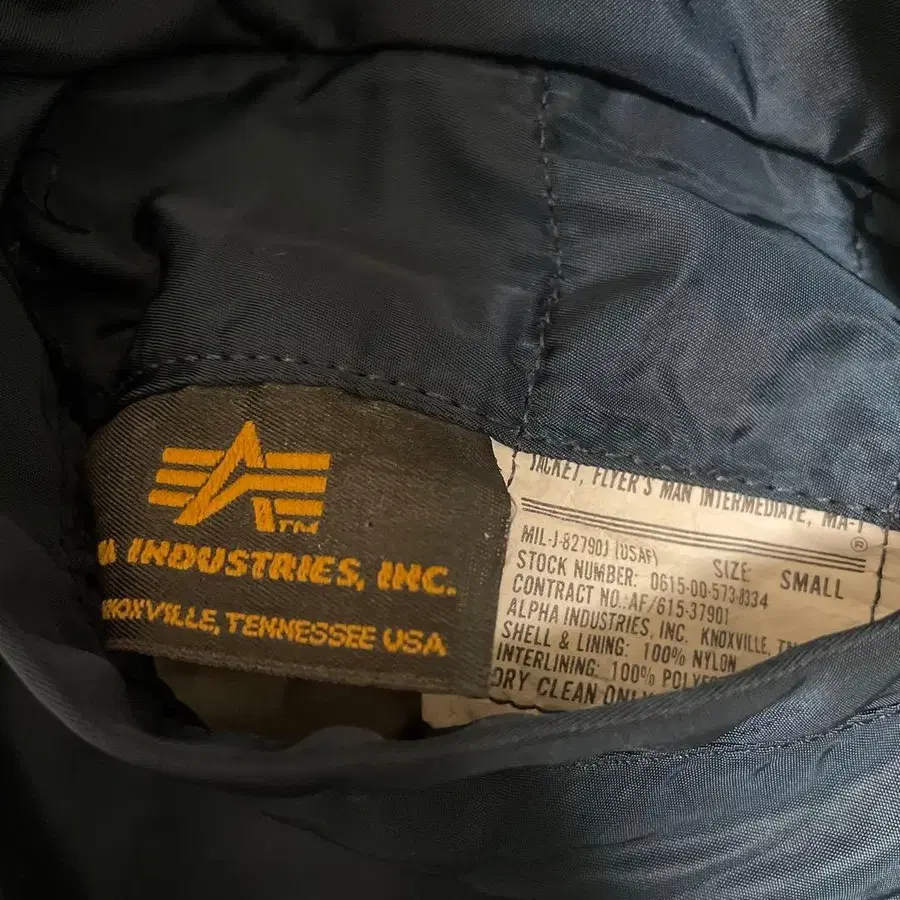 TM
INDUSTRIES, INC.
KNOXVILLE, TENNESSEE USA
JACKET, FLYER'S MAN INTERMEDIATE, MA-1
®
MIL-J-82790J (USAF)
SIZE: SMALL
STOCK NUMBER: 0615-00-573-8334
CONTRACT NO.:AF/615-37901
ALPHA INDUSTRIES, INC. KNOXVILLE,
SHELL & LINING: 100% NYLON
INTERLINING: 100%
DRY CLEAN ONLY